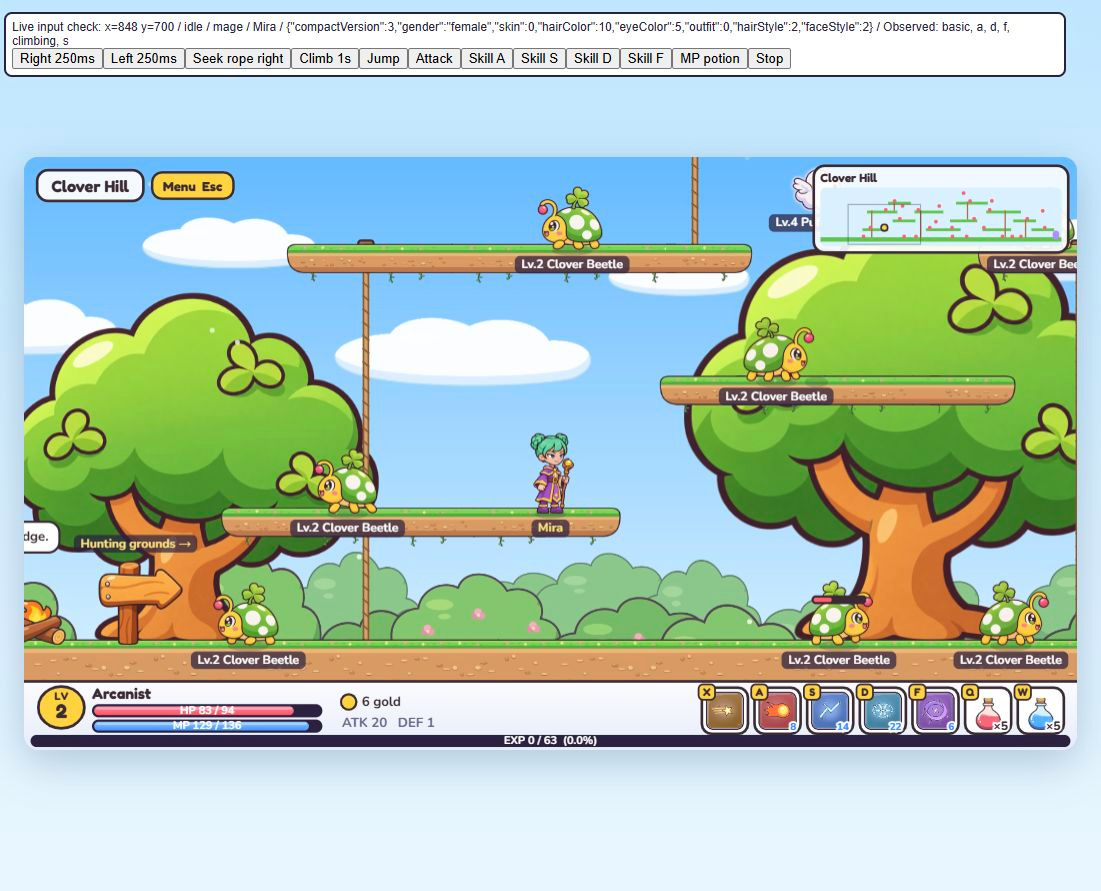 Live input check: x=848 y=700 / idle / mage / Mira / {"compactVersion":3,"gender":"female","skin":0,"hairColor":10,"eyeColor":5,"outfit":0,"hairStyle":2,"faceStyle":2} / Observed: basic, a, d, f,
climbing, s
Right 250ms Left 250ms Seek rope right Climb 1s Jump Attack Skill A Skill S Skill D Skill F MP potion Stop
Clover Hill
Menu Esc
Clover Hill
Lv.4
Lv.2 Clover Beetle
Lv.2 Clover
Lv.2 Clover Beetle
Lv.2 Clover Beetle
Mira
dge.
Hunting grounds →
Lv.2 Clover Beetle
Lv.2 Clover Beetle
Lv.2 Clover Beetle
LV
2
Arcanist
HP 83 / 94
MP 129 / 136
6 gold
ATK 20 DEF 1
X
A
8
S
14
D
22
F
6
Q
×5
W
×5
EXP 0 / 63 (0.0%)